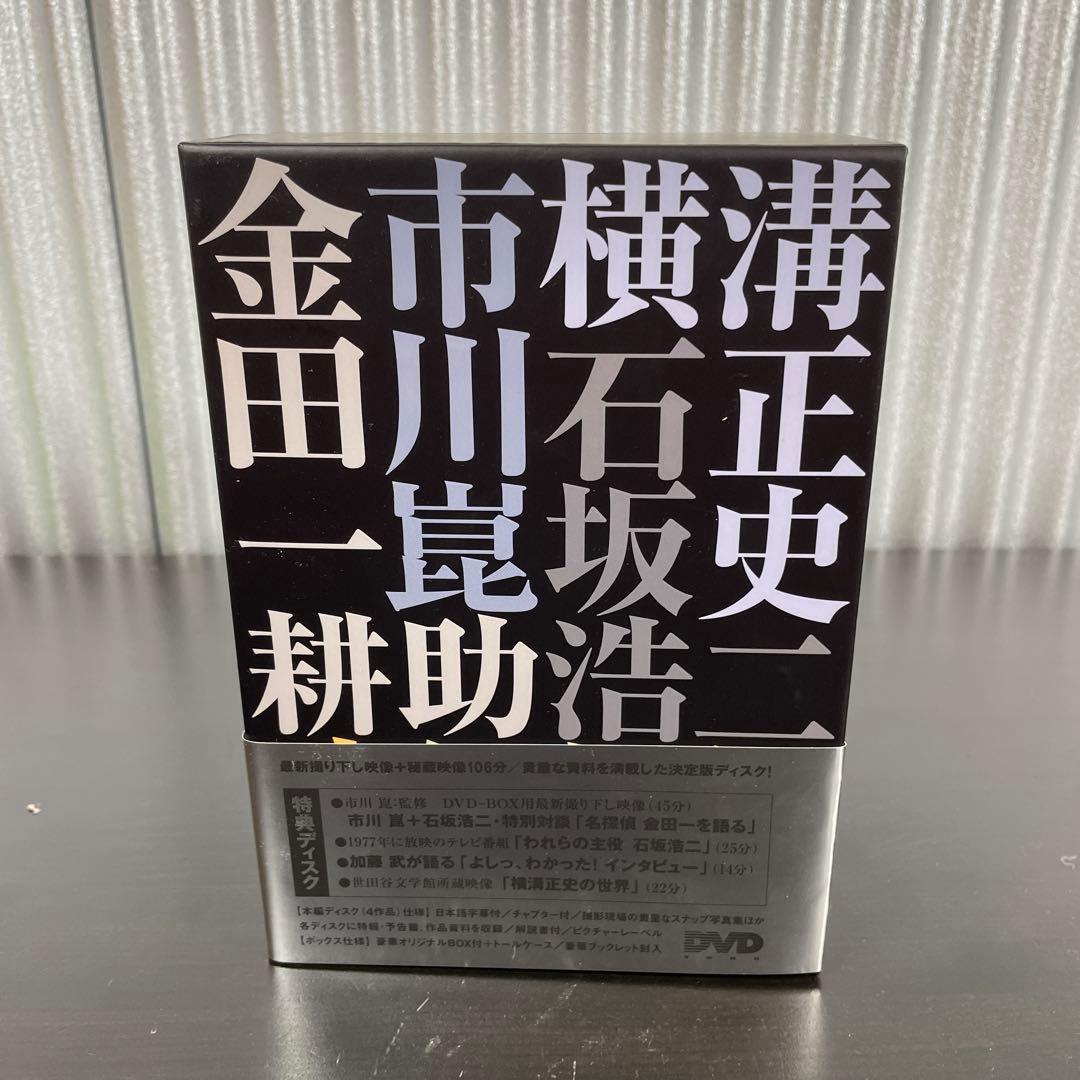 横溝正史
石坂浩二
市川崑
金田一耕助
最新撮り下し映像+秘蔵映像106分/貴重な資料を満載した決定版ディスク!
特典ディスク
●市川 崑:監修 DVD-BOX用最新撮り下し映像(45分)
市川 崑+石坂浩二・特別対談「名探偵 金田一を語る」
●1977年に放映のテレビ番組「われらの主役 石坂浩二」(25分)
●加藤 武が語る「よしっ、わかった! インタビュー」(14分)
●世田谷文学館所蔵映像 「横溝正史の世界」(22分)
【本編ディスク(4作品)仕様】日本語字幕付/チャプター付/撮影現場の貴重なスナップ写真集ほか
各ディスクに特報・予告篇、作品資料を収録/解説書付/ピクチャーレーベル
【ボックス仕様】豪華オリジナルBOX付+トールケース/豪華ブックレット封入
DVD